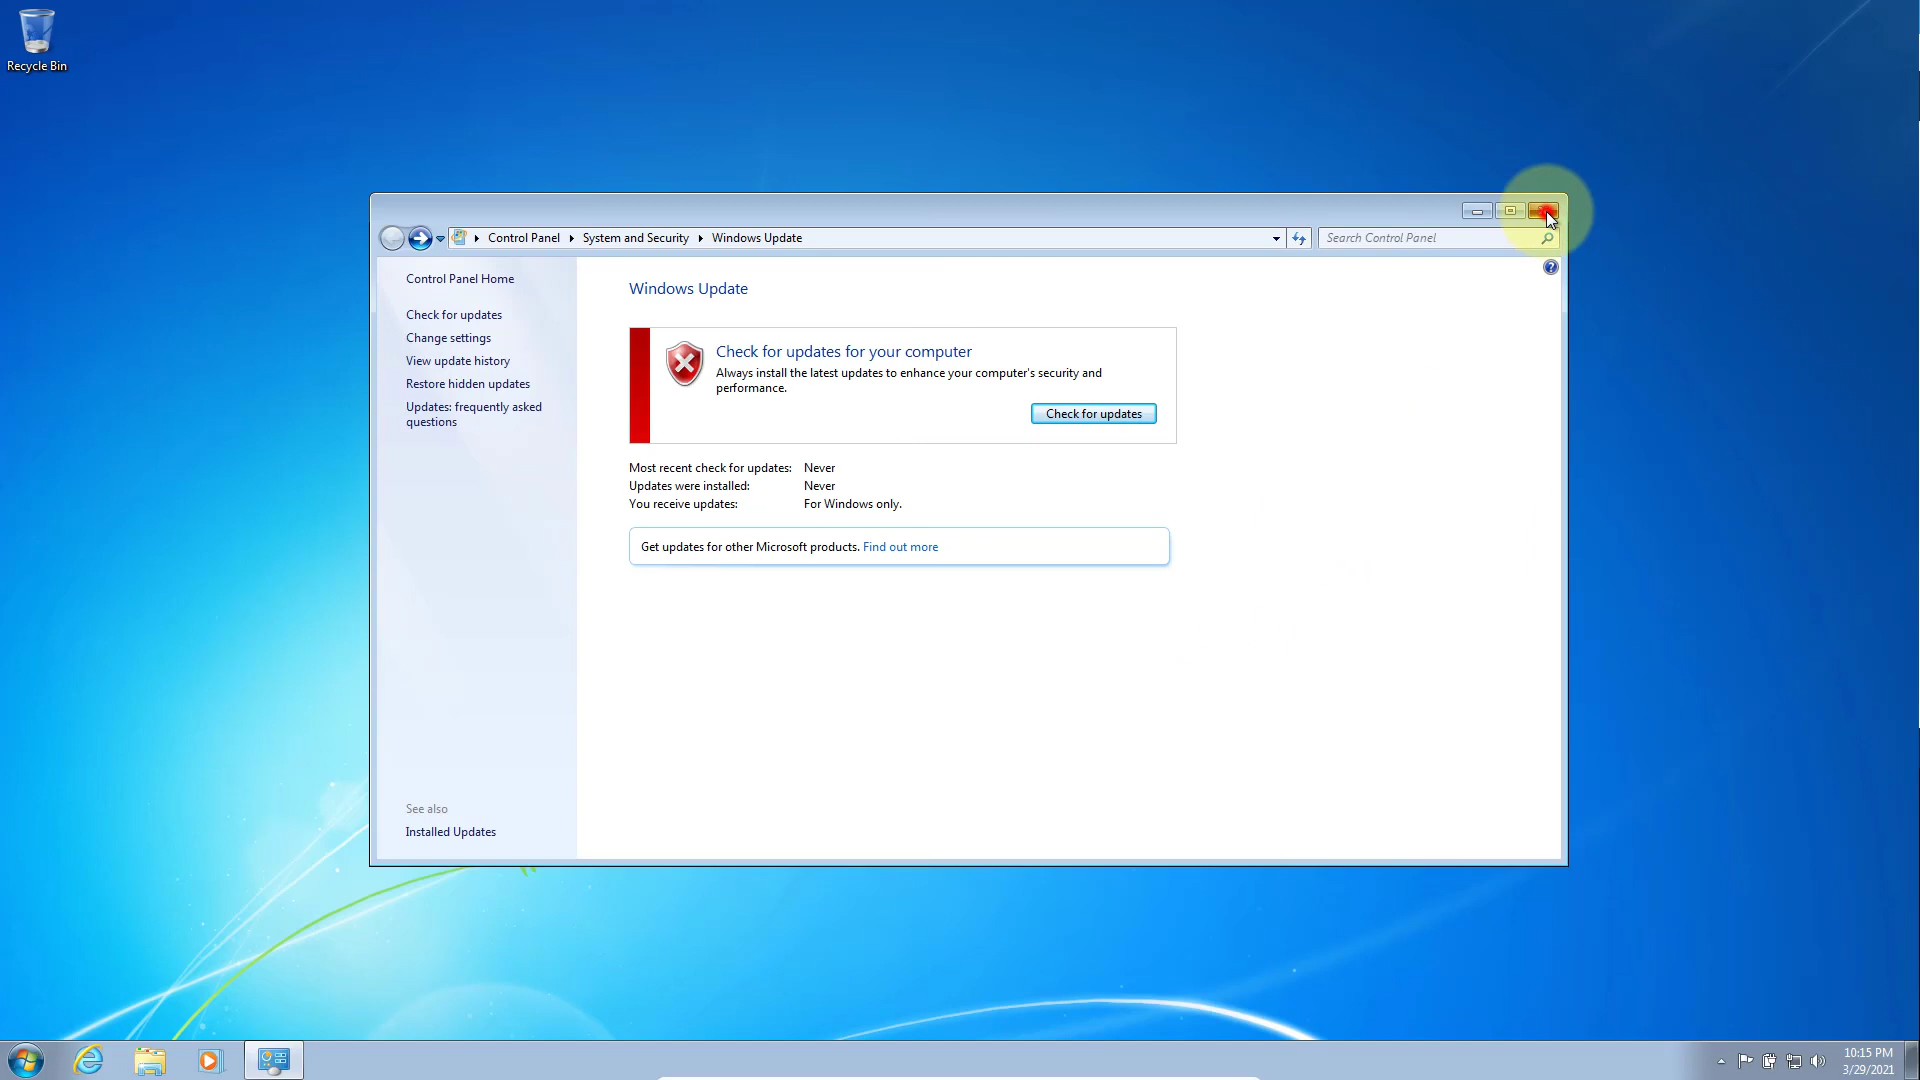 Recycle Bin
Control Panel
System and Security
Windows Update
Search Control Panel
Control Panel Home
Check for updates
Change settings
View update history
Restore hidden updates
Updates: frequently asked
questions
See also
Installed Updates
Windows Update
Check for updates for your computer
Always install the latest updates to enhance your computer's security and
performance.
Check for updates
Most recent check for updates: Never
Updates were installed: Never
You receive updates: For Windows only.
Get updates for other Microsoft products. Find out more
10:15 PM
3/29/2021